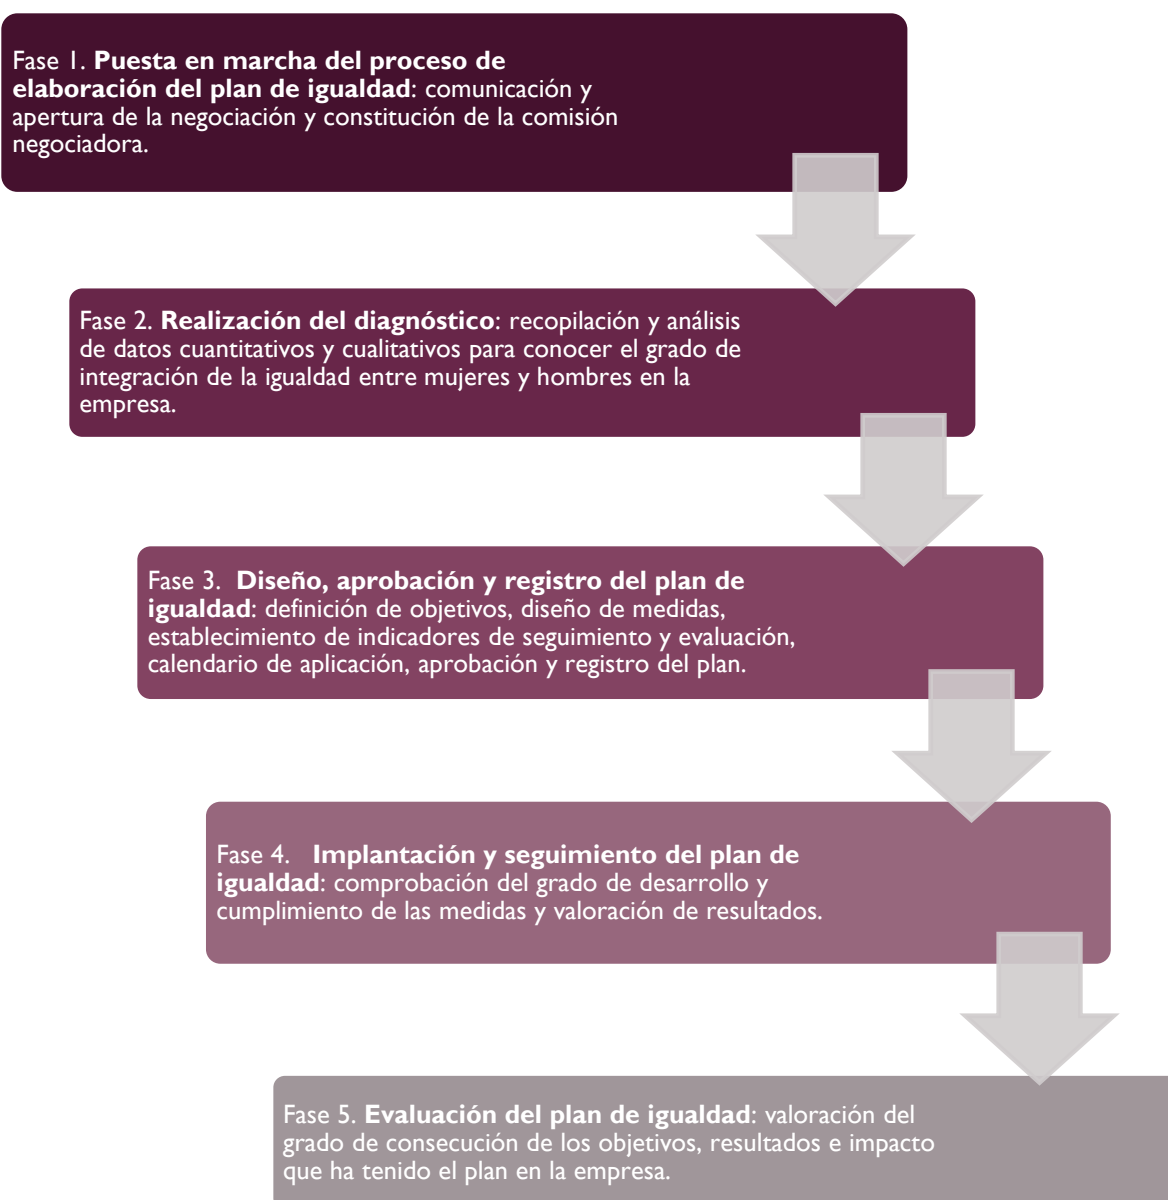 Fase 1. Puesta en marcha del proceso de
elaboración del plan de igualdad: comunicación y
apertura de la negociación y constitución de la comisión
negociadora.
Fase 2. Realización del diagnóstico: recopilación y análisis
de datos cuantitativos y cualitativos para conocer el grado de
integración de la igualdad entre mujeres y hombres en la
empresa.
Fase 3. Diseño, aprobación y registro del plan de
igualdad: definición de objetivos, diseño de medidas,
establecimiento de indicadores de seguimiento y evaluación,
calendario de aplicación, aprobación y registro del plan.
Fase 4. Implantación y seguimiento del plan de
igualdad: comprobación del grado de desarrollo y
cumplimiento de las medidas y valoración de resultados.
Fase 5. Evaluación del plan de igualdad: valoración del
grado de consecución de los objetivos, resultados e impacto
que ha tenido el plan en la empresa.